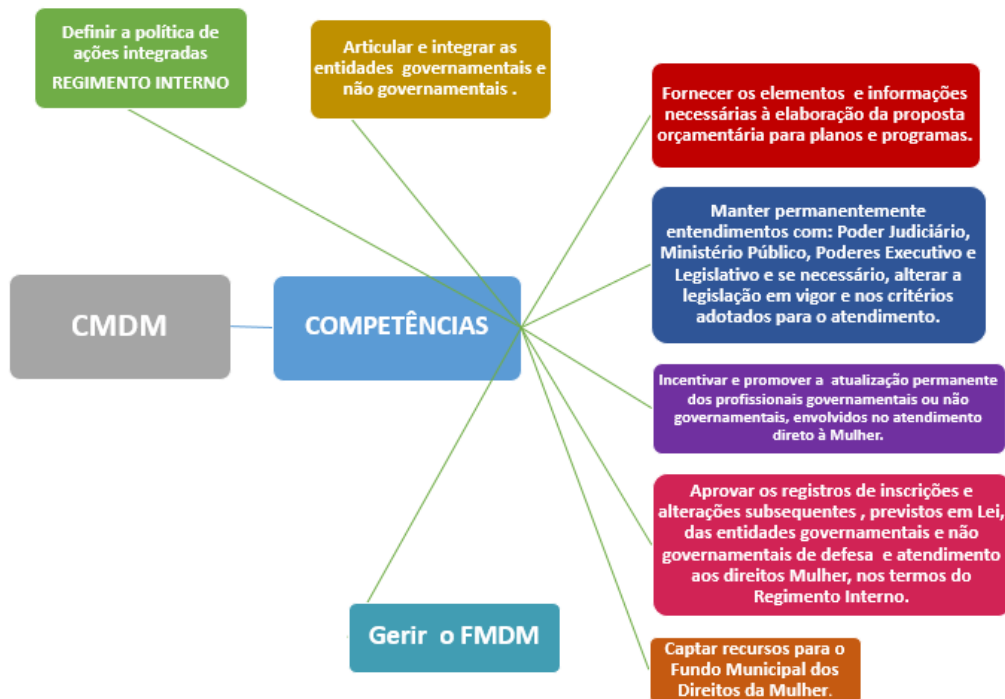 Definir a política de
ações integradas
REGIMENTO INTERNO
Articular e integrar as
entidades governamentais e
não governamentais .
Fornecer os elementos e informações
necessárias à elaboração da proposta
orçamentária para planos e programas.
Manter permanentemente
entendimentos com: Poder Judiciário,
Ministério Público, Poderes Executivo e
Legislativo e se necessário, alterar a
legislação em vigor e nos critérios
adotados para o atendimento.
CMDM
COMPETÊNCIAS
Incentivar e promover a atualização permanente
dos profissionais governamentais ou não
governamentais, envolvidos no atendimento
direto à Mulher.
Aprovar os registros de inscrições e
alterações subsequentes , previstos em Lei,
das entidades governamentais e não
governamentais de defesa e atendimento
aos direitos Mulher, nos termos do
Regimento Interno.
Gerir o FMDM
Captar recursos para o
Fundo Municipal dos
Direitos da Mulher.